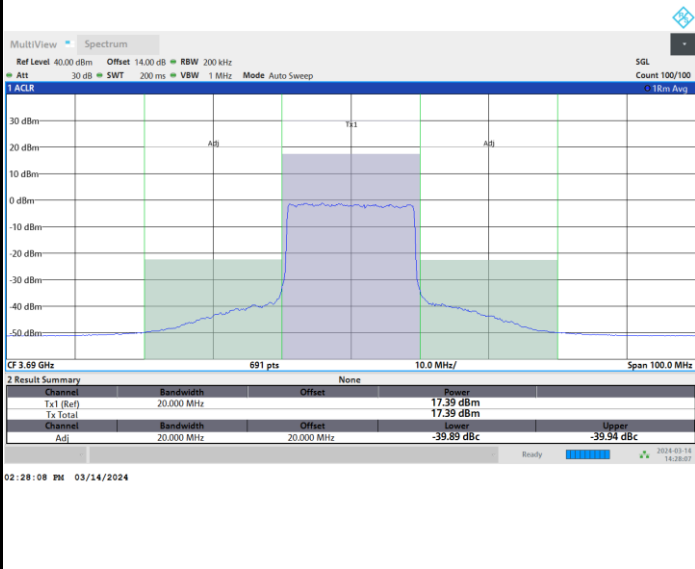 MultiView Spectrum
Ref Level 40.00 dBm Offset 14.00 dB RBW 200 kHz SGL
Att 30 dB SWT 200 ms VBW 1 MHz Mode Auto Sweep Count 100/100
1 ACLR 1Rm Avg
30 dBm
Tx1
20 dBm
Adj Adj
10 dBm
0 dBm
-10 dBm
-20 dBm
-30 dBm
-40 dBm
-50 dBm
CF 3.69 GHz 691 pts 10.0 MHz/ Span 100.0 MHz
2 Result Summary None
Channel Bandwidth Offset Power
Tx1 (Ref) 20.000 MHz 17.39 dBm
Tx Total 17.39 dBm
Channel Bandwidth Offset Lower Upper
Adj 20.000 MHz 20.000 MHz -39.89 dBc -39.94 dBc
Ready 2024-03-14
14:28:07
02:28:08 PM 03/14/2024